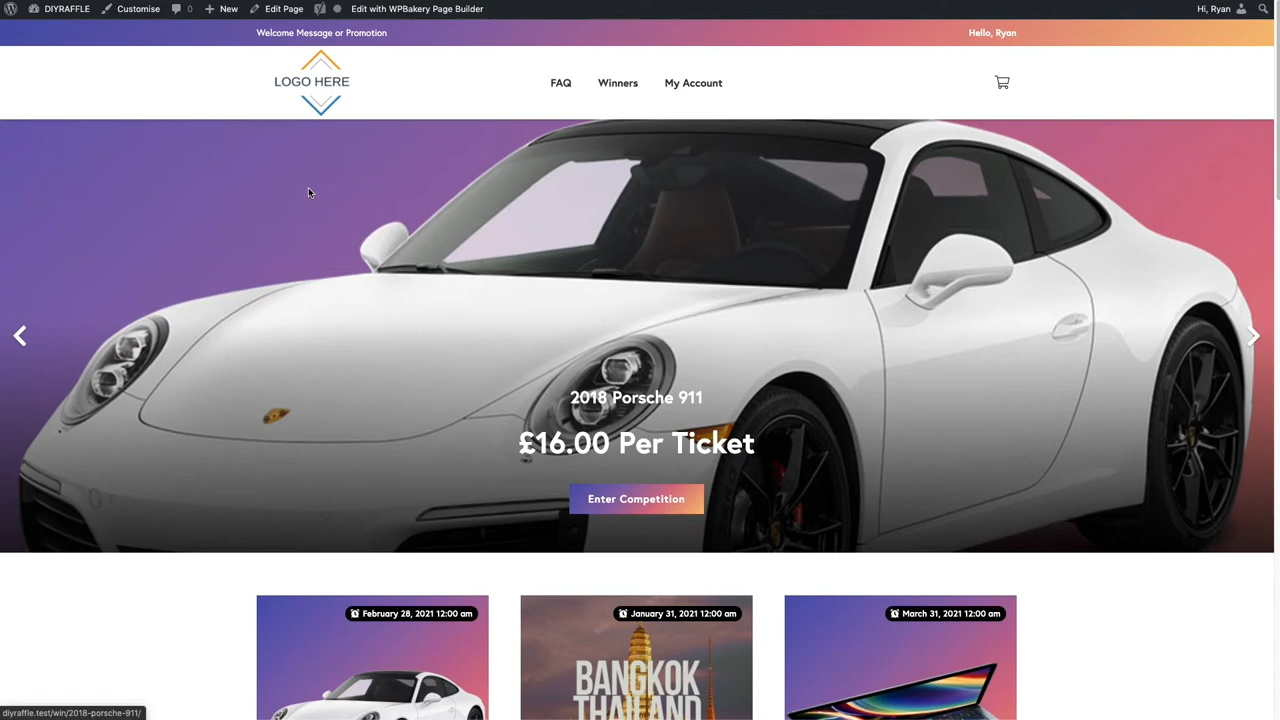 DIYRAFFLE Customise 0 New Edit Page Edit with WPBakery Page Builder Hi, Ryan
Welcome Message or Promotion Hello, Ryan
LOGO HERE
FAQ Winners My Account
2018 Porsche 911
£16.00 Per Ticket
Enter Competition
February 28, 2021 12:00 am
January 31, 2021 12:00 am
March 31, 2021 12:00 am
BANGKOK
THAILAND
diyraffle.test/win/2018-porsche-911/